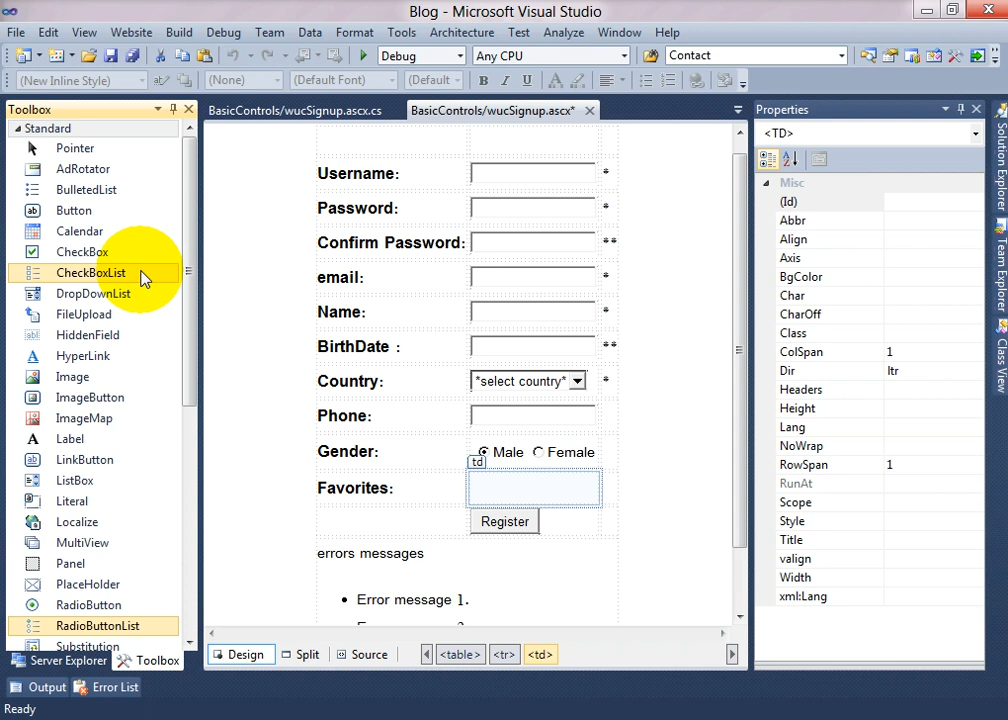 Blog - Microsoft Visual Studio
File Edit View Website Build Debug Team Data Format Tools Architecture Test Analyze Window Help
Debug Any CPU Contact
(New Inline Style) (None) (Default Font) (Default B I U A
Toolbox
Standard
Pointer
AdRotator
BulletedList
Button
Calendar
CheckBox
CheckBoxList
DropDownList
FileUpload
HiddenField
HyperLink
Image
ImageButton
ImageMap
Label
LinkButton
ListBox
Literal
Localize
MultiView
Panel
PlaceHolder
RadioButton
RadioButtonList
Substitution
Server Explorer Toolbox
BasicControls/wucSignup.ascx.cs BasicControls/wucSignup.ascx*
Username: *
Password: *
Confirm Password: **
email: *
Name: *
BirthDate : **
Country: *select country* *
Phone:
Gender: Male Female
td
Favorites:
Register
errors messages
• Error message 1.
Design Split Source <table> <tr> <td>
Properties
<TD>
Misc
(Id)
Abbr
Align
Axis
BgColor
Char
CharOff
Class
ColSpan 1
Dir ltr
Headers
Height
Lang
NoWrap
RowSpan 1
RunAt
Scope
Style
Title
valign
Width
xml:Lang
Solution Explorer
Team Explorer
Class View
Output Error List
Ready